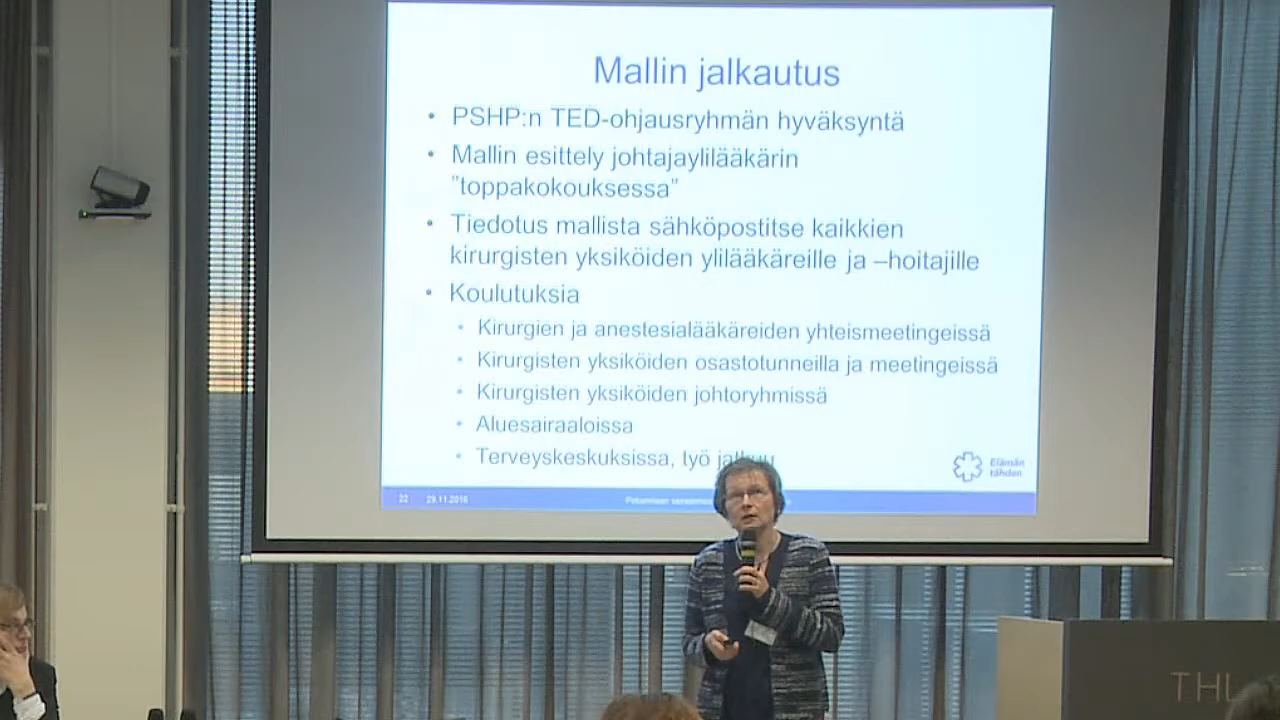 Mallin jalkautus
• PSHP:n TED-ohjausryhmän hyväksyntä
• Mallin esittely johtajaylilääkärin
"toppakokouksessa"
• Tiedotus mallista sähköpostitse kaikkien
kirurgisten yksiköiden ylilääkäreille ja –hoitajille
• Koulutuksia
• Kirurgien ja anestesialääkäreiden yhteismeetingeissä
• Kirurgisten yksiköiden osastotunneilla ja meetingeissä
• Kirurgisten yksiköiden johtoryhmissä
• Aluesairaaloissa
• Terveyskeskuksissa, työ jatkuu
Elämän
tähden
22 29.11.2016
THL